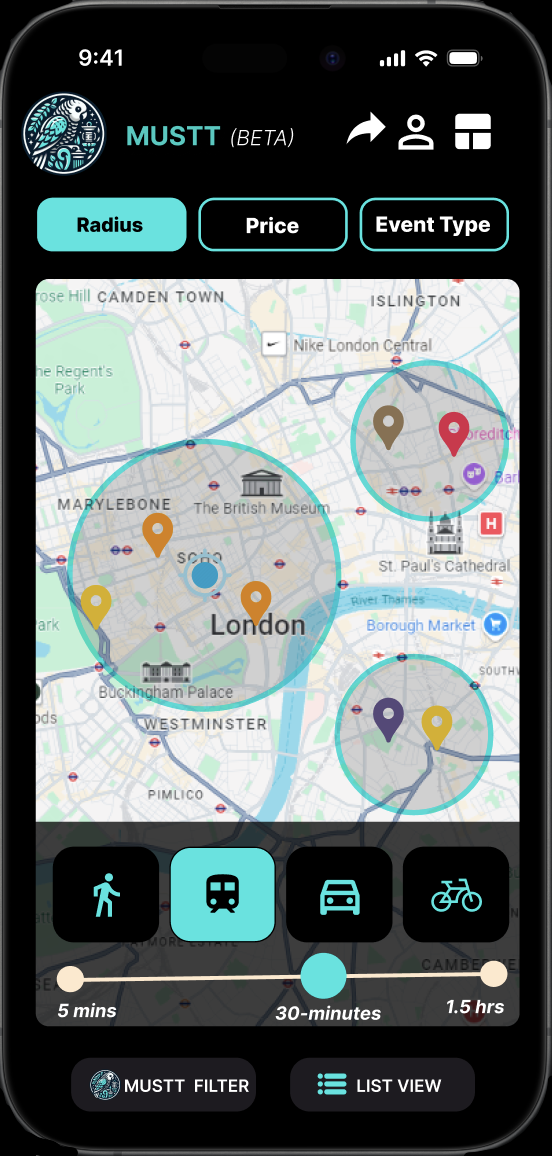 9:41
MUSTT (BETA)
Radius
Price
Event Type
rose Hill
CAMDEN TOWN
ISLINGTON
Nike London Central
he Regent's
Park
oreditch
Barb
MARYLEBONE
The British Museum
H
SOHO
St. Paul's Cathedral
River Thames
ark
London
Borough Market
Buckingham Palace
SOUTHW
ods
WESTMINSTER
PIMLICO
5 mins
30-minutes
1.5 hrs
MUSTT FILTER
LIST VIEW